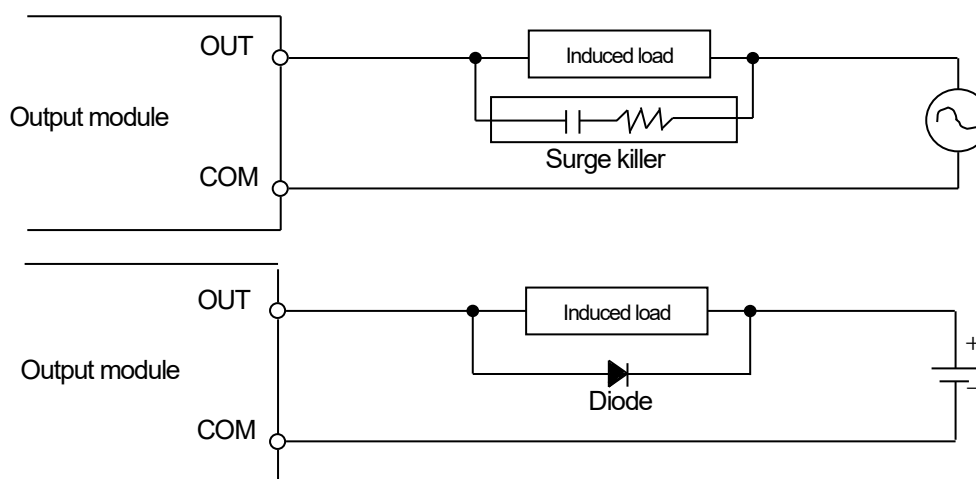 OUT
Induced load
Output module
Surge killer
COM
OUT
Induced load
+
Output module
−
Diode
COM